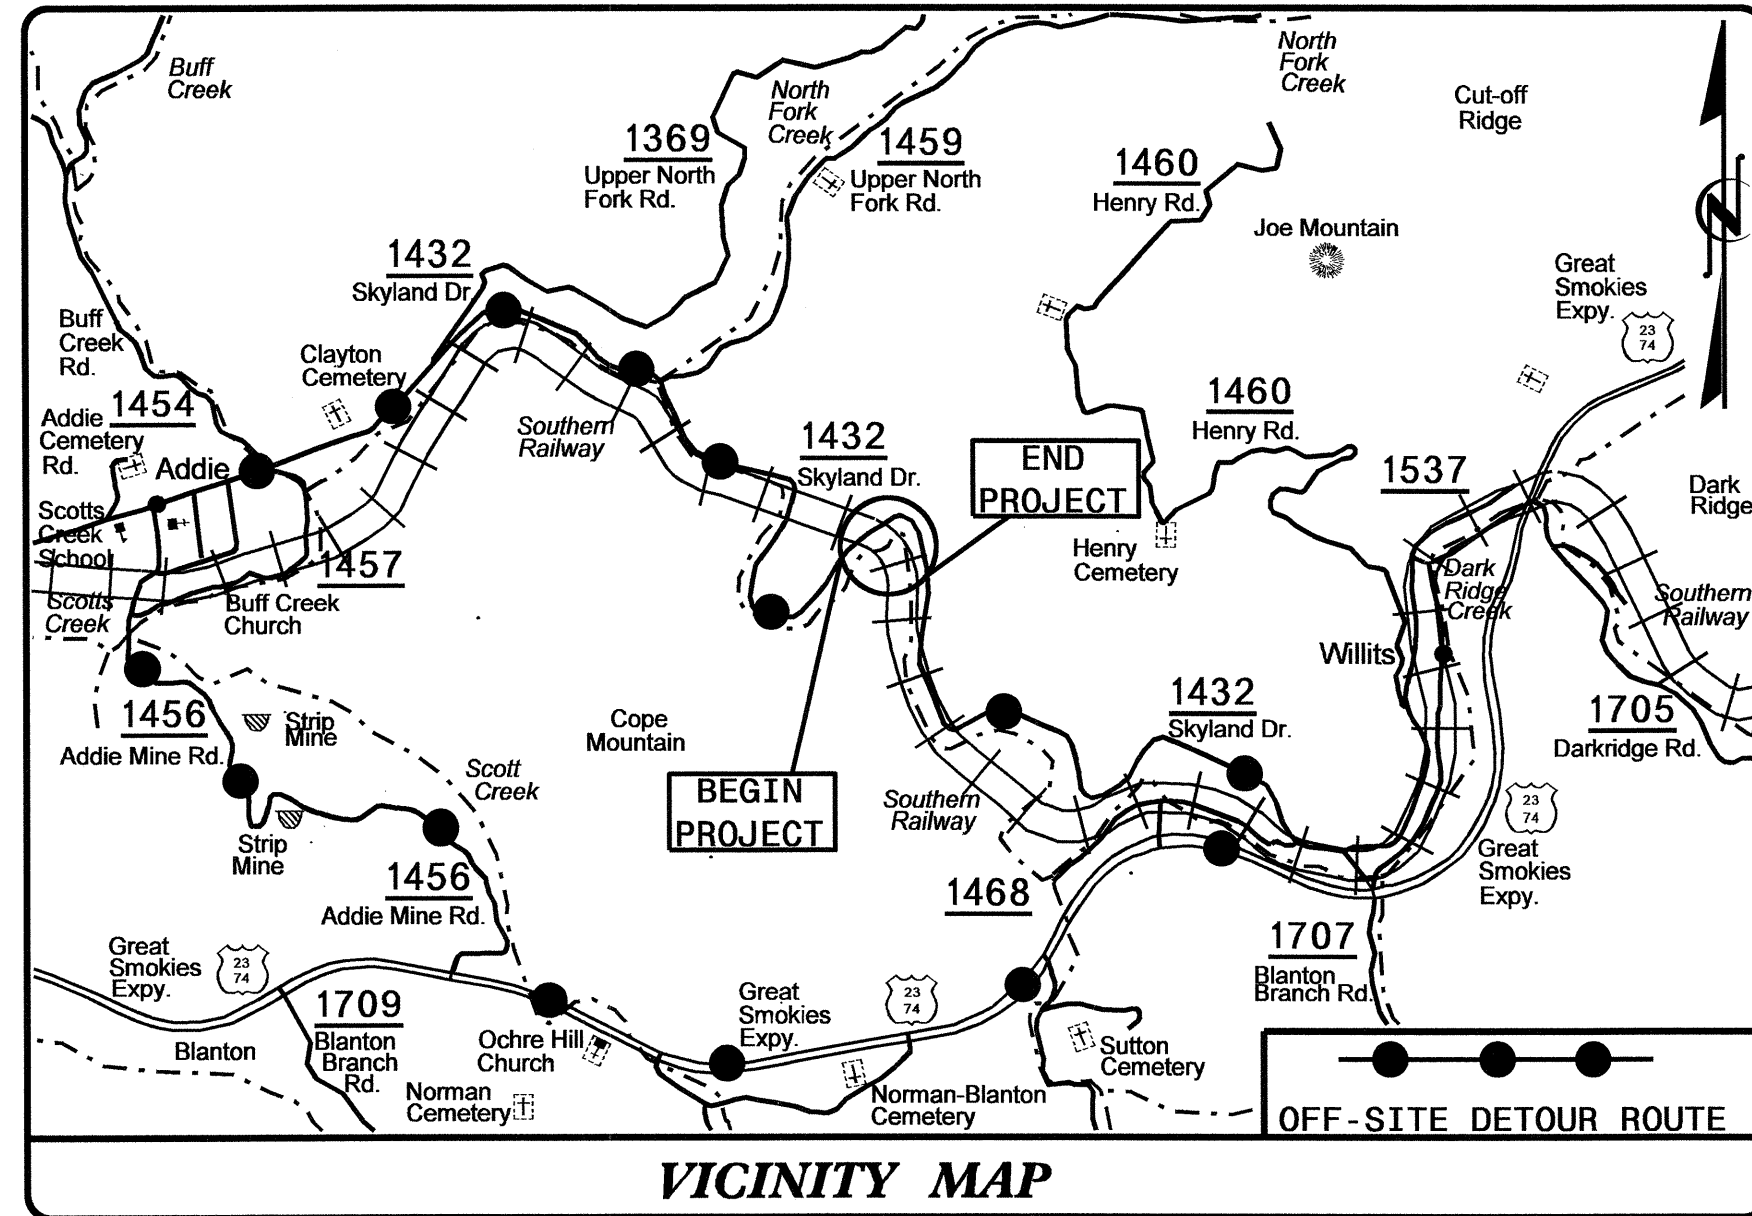 Buff
Creek
North
Fork
Creek
North
Fork
Creek
Cut-off
Ridge
1369
Upper North
Fork Rd.
1459
Upper North
Fork Rd.
1460
Henry Rd.
N
Joe Mountain
1432
Skyland Dr.
Great
Smokies
Expy.
23
74
Buff
Creek
Rd.
Clayton
Cemetery
1454
Addie
Cemetery
Rd.
Addie
Southern
Railway
1432
Skyland Dr.
END
PROJECT
1460
Henry Rd.
1537
Dark
Ridge
Scotts
Creek
School
1457
Henry
Cemetery
Dark
Ridge
Creek
Southern
Railway
Scotts
Creek
Buff Creek
Church
Willits
1456
Addie Mine Rd.
Strip
Mine
Cope
Mountain
1432
Skyland Dr.
1705
Darkridge Rd.
Scott
Creek
BEGIN
PROJECT
Southern
Railway
23
74
Strip
Mine
Great
Smokies
Expy.
1456
Addie Mine Rd.
1468
1707
Blanton
Branch Rd.
Great
Smokies
Expy.
23
74
1709
Blanton
Branch
Rd.
Great
Smokies
Expy.
23
74
Blanton
Ochre Hill
Church
Sutton
Cemetery
Norman
Cemetery
Norman-Blanton
Cemetery
OFF-SITE DETOUR ROUTE
VICINITY MAP